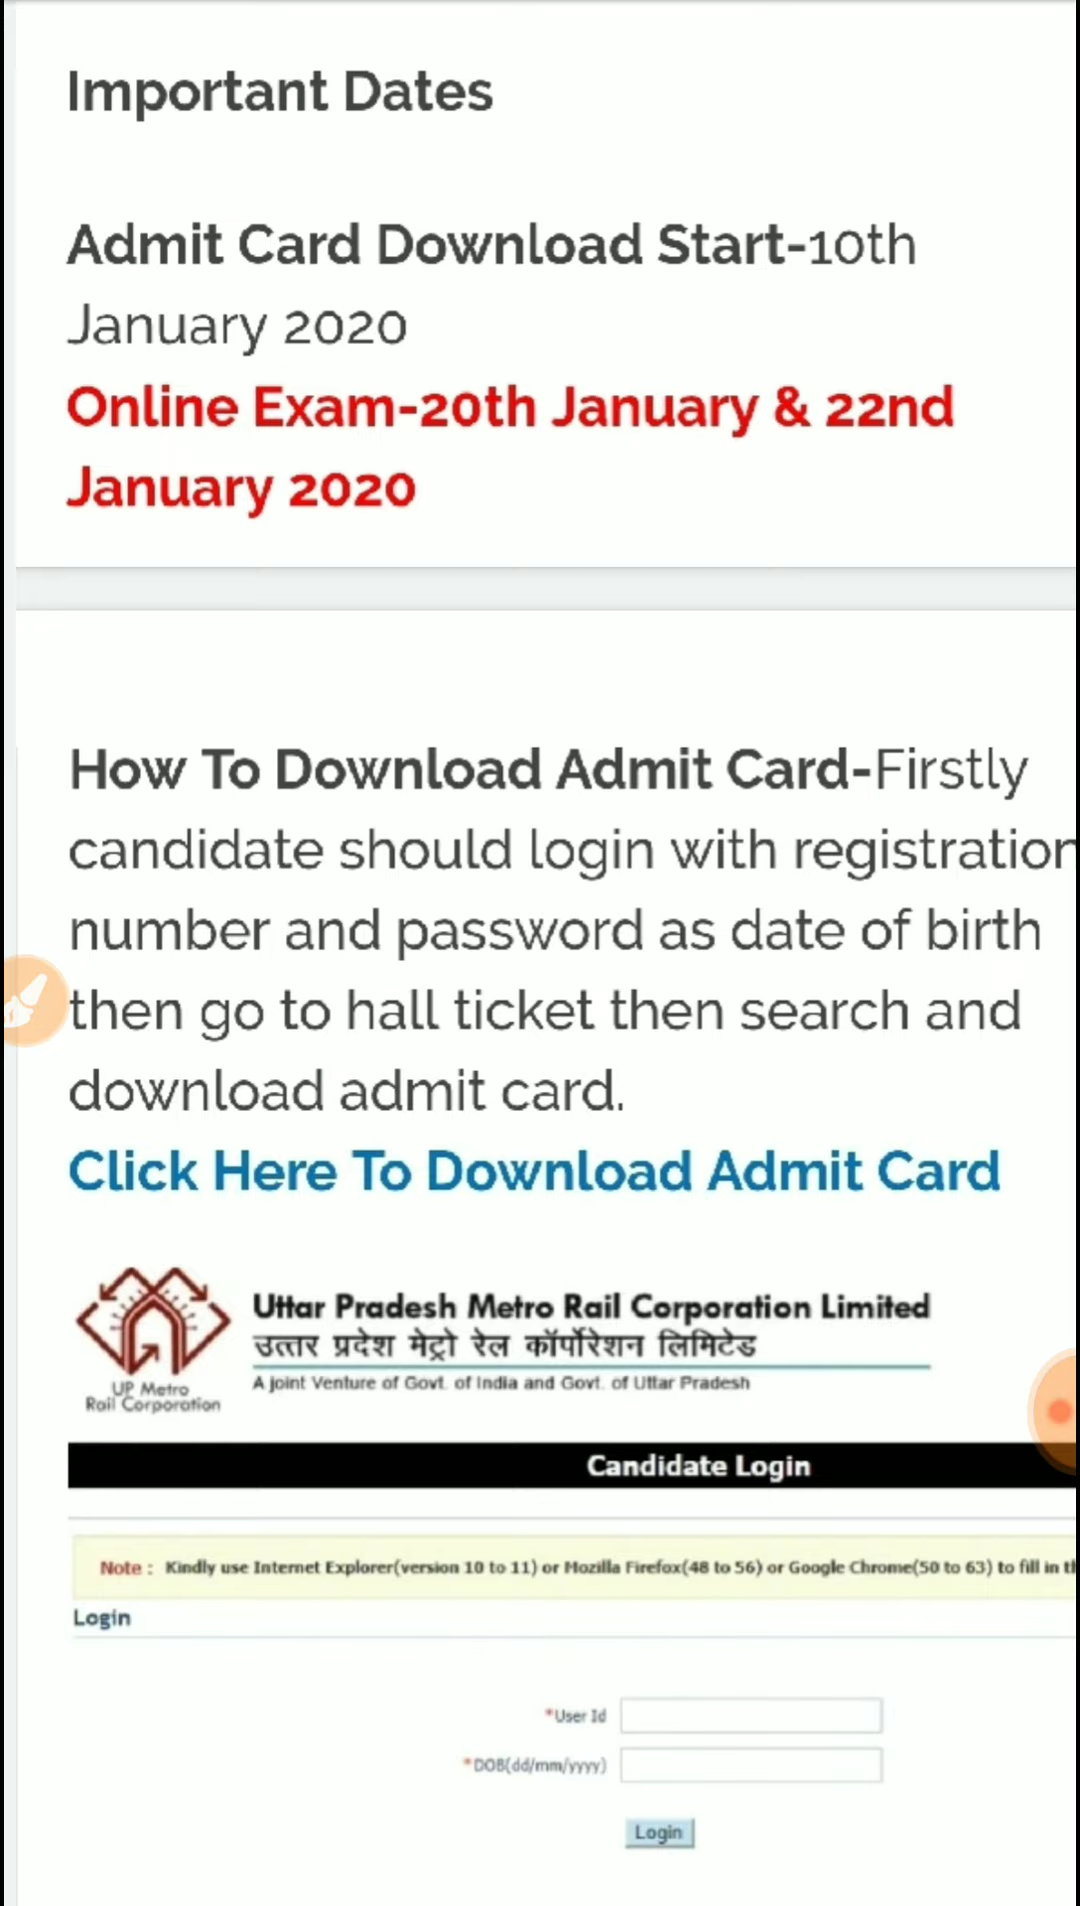 Important Dates
Admit Card Download Start-10th
January 2020
Online Exam-20th January & 22nd
January 2020
How To Download Admit Card-Firstly
candidate should login with registration
number and password as date of birth
then go to hall ticket then search and
download admit card.
Click Here To Download Admit Card
Uttar Pradesh Metro Rail Corporation Limited
उत्तर प्रदेश मेट्रो रेल कॉर्पोरेशन लिमिटेड
A joint Venture of Govt. of India and Govt. of Uttar Pradesh
UP Metro
Rail Corporation
Candidate Login
Note : Kindly use Internet Explorer(version 10 to 11) or Mozilla Firefox(48 to 56) or Google Chrome(50 to 63) to fill in
Login
*User Id
*DOB(dd/mm/yyyy)
Login